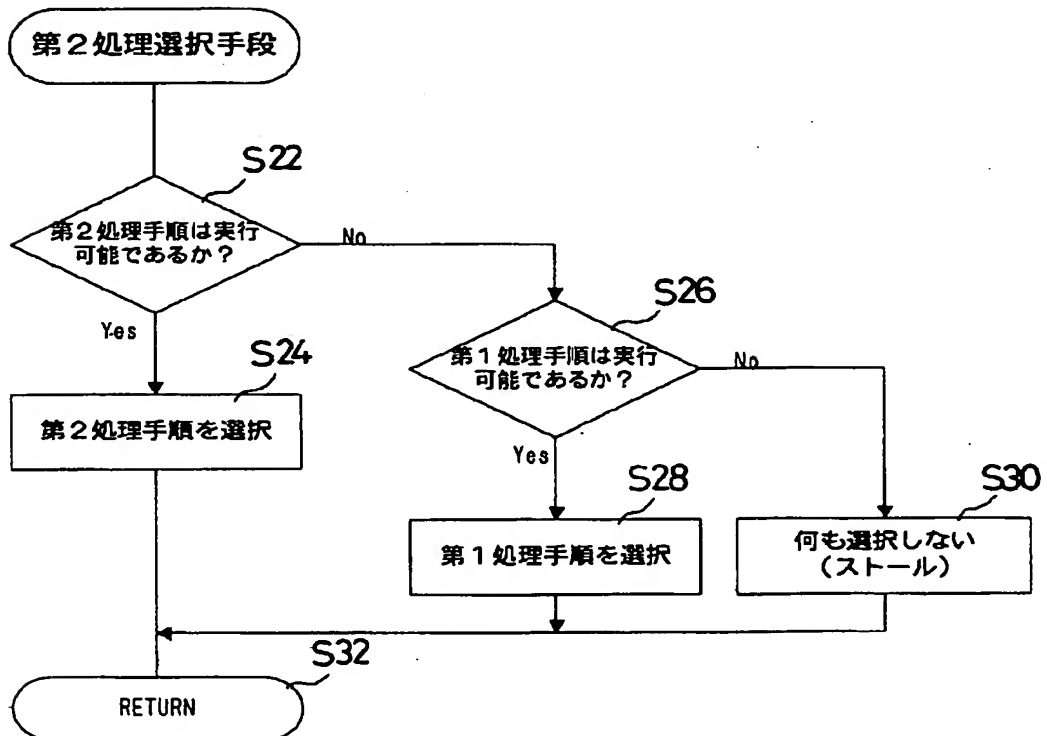 第2処理選択手段
S22
第2処理手順は実行
可能であるか?
No
Yes
S24
第2処理手順を選択
S26
第1処理手順は実行
可能であるか?
No
Yes
S28
第1処理手順を選択
S30
何も選択しない
(ストール)
S32
RETURN